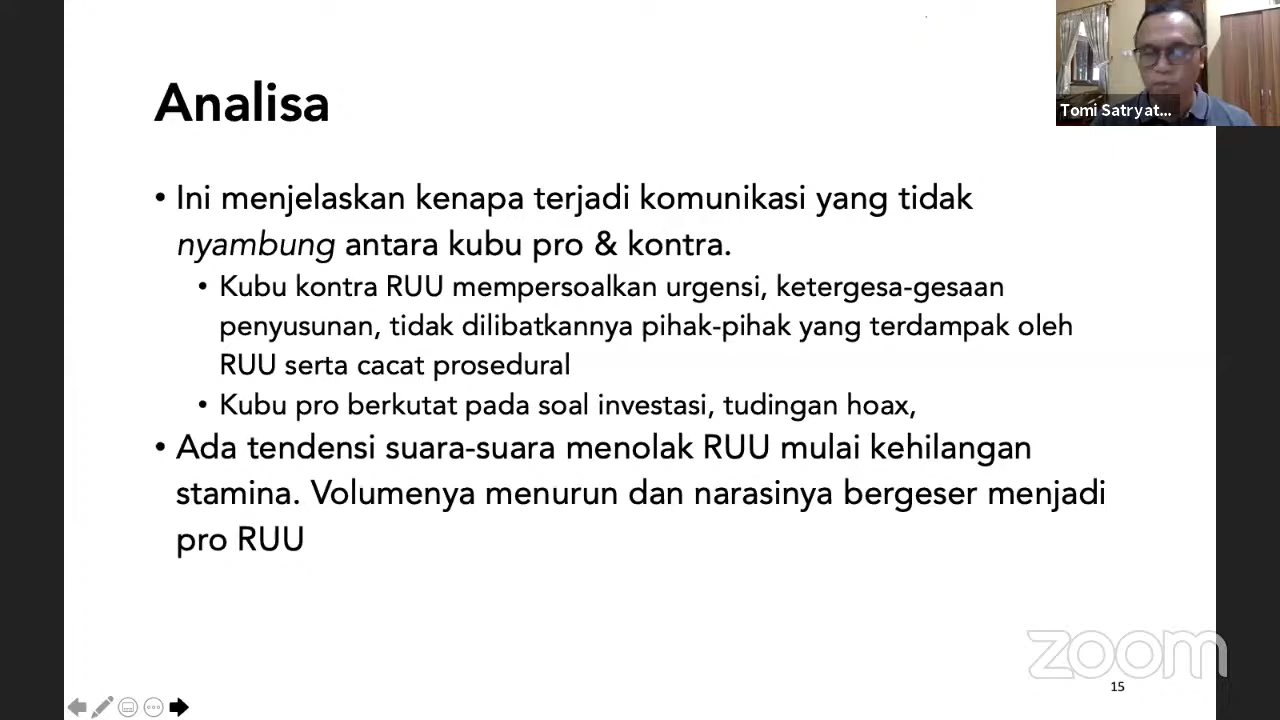 Analisa
Tomi Satryat...
• Ini menjelaskan kenapa terjadi komunikasi yang tidak
nyambung antara kubu pro & kontra.
• Kubu kontra RUU mempersoalkan urgensi, ketergesa-gesaan
penyusunan, tidak dilibatkannya pihak-pihak yang terdampak oleh
RUU serta cacat prosedural
• Kubu pro berkutat pada soal investasi, tudingan hoax,
• Ada tendensi suara-suara menolak RUU mulai kehilangan
stamina. Volumenya menurun dan narasinya bergeser menjadi
pro RUU
zoom
15